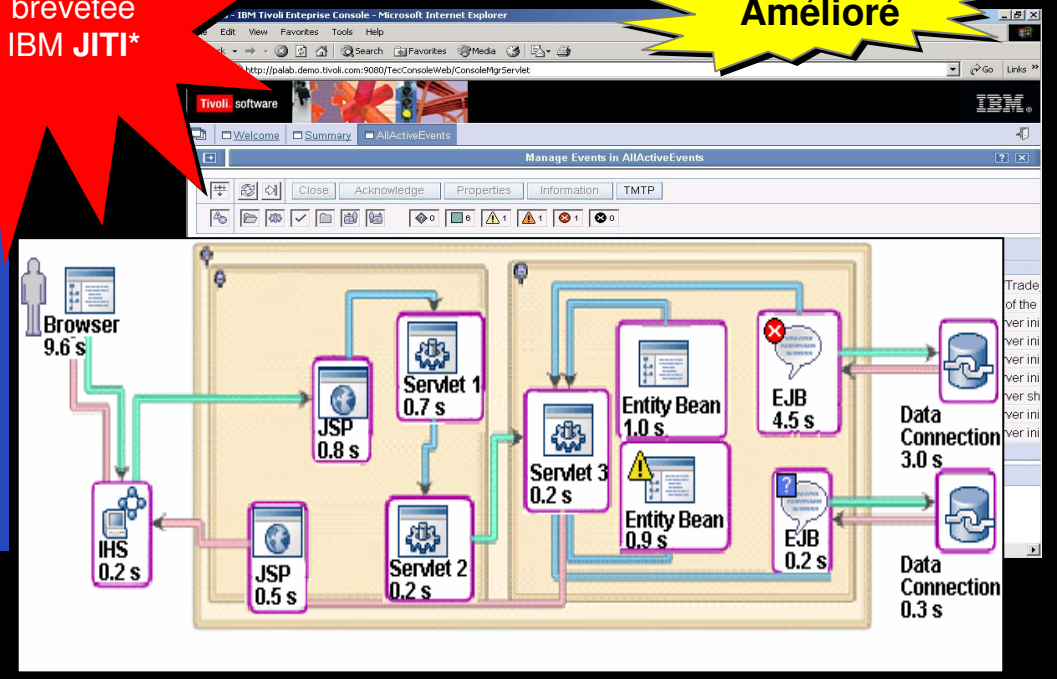 brevetée
IBM JITI*
Amélioré
- IBM Tivoli Enteprise Console - Microsoft Internet Explorer
Edit View Favorites Tools Help
Search Favorites Media
http://palab.demo.tivoli.com:9080/TecConsoleWeb/ConsoleMgrServlet
Go Links »
Tivoli. software
IBM.
Welcome Summary AllActiveEvents
Manage Events in AllActiveEvents
Close Acknowledge Properties Information TMTP
0 6 1 1 1 0
Trade
of the
ver ini
ver ini
ver ini
ver ini
ver sh
ver ini
ver ini
Browser
9.6 s
IHS
0.2 s
JSP
0.8 s
JSP
0.5 s
Servlet 1
0.7 s
Servlet 2
0.2 s
Servlet 3
0.2 s
Entity Bean
1.0 s
Entity Bean
0.9 s
EJB
4.5 s
EJB
0.2 s
Data
Connection
3.0 s
Data
Connection
0.3 s